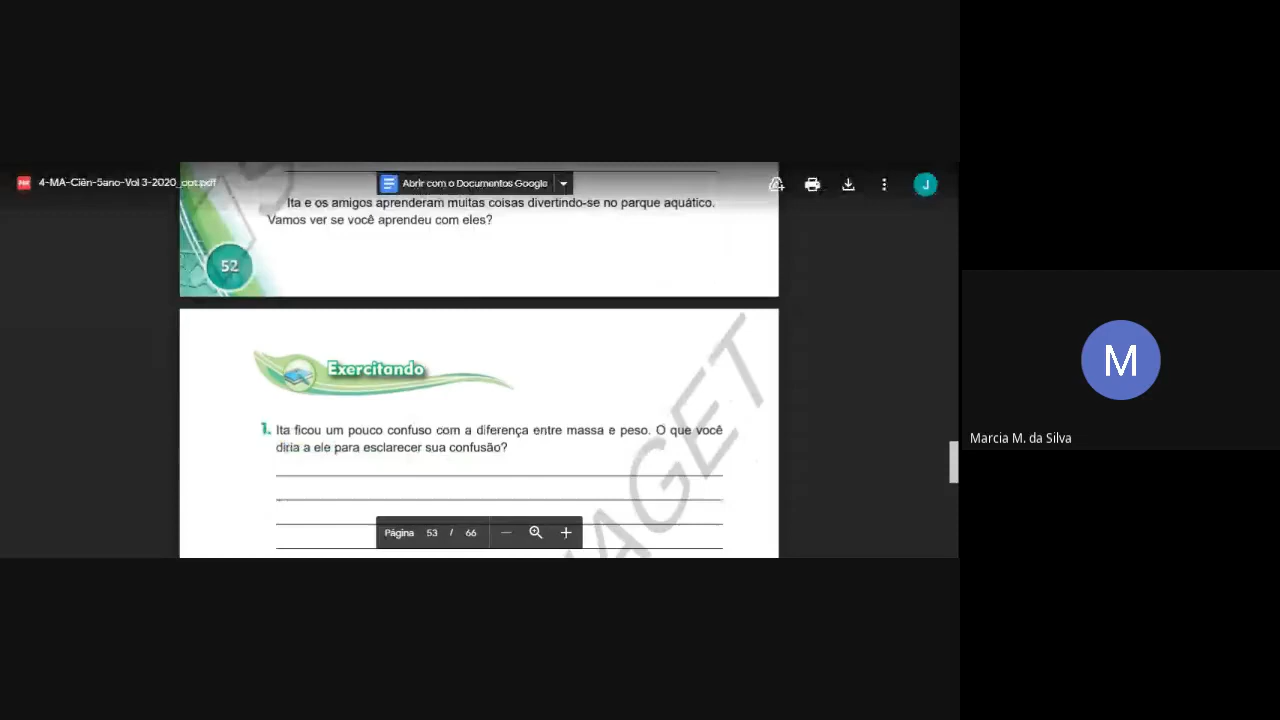 4-MA-Ciên-5ano-Vol 3-2020_opt.pdf
Abrir com o Documentos Google
J
Ita e os amigos aprenderam muitas coisas divertindo-se no parque aquático.
Vamos ver se você aprendeu com eles?
52
Exercitando
1. Ita ficou um pouco confuso com a diferença entre massa e peso. O que você
diria a ele para esclarecer sua confusão?
Página 53 / 66
M
Marcia M. da Silva